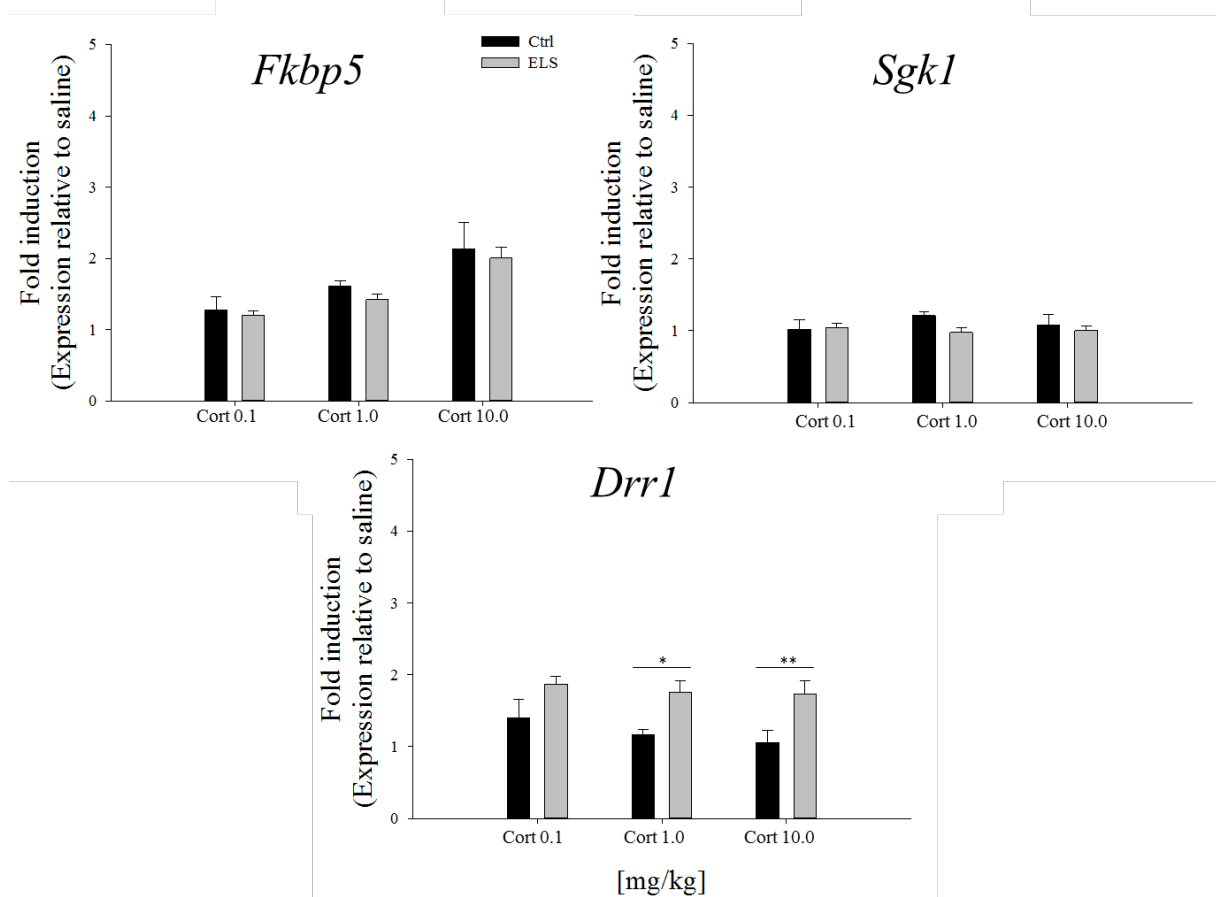 Fkbp5
Ctrl
ELS
Fold induction
(Expression relative to saline)
5
4
3
2
1
0
Cort 0.1 Cort 1.0 Cort 10.0
Sgk1
Fold induction
(Expression relative to saline)
5
4
3
2
1
0
Cort 0.1 Cort 1.0 Cort 10.0
Drr1
Fold induction
(Expression relative to saline)
5
4
3
2
1
0
* **
Cort 0.1 Cort 1.0 Cort 10.0
[mg/kg]